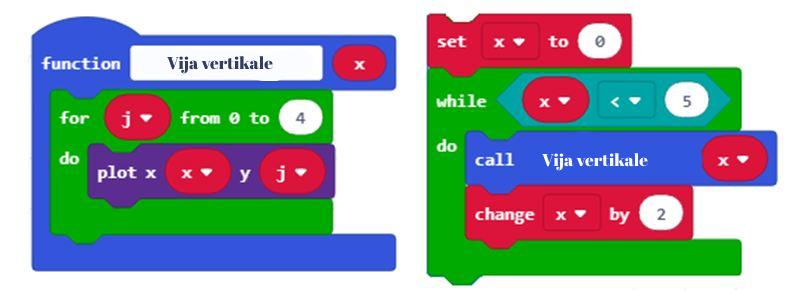 function Vija vertikale x
for j from 0 to 4
do
plot x x y j
set x to 0
while x < 5
do
call Vija vertikale x
change x by 2